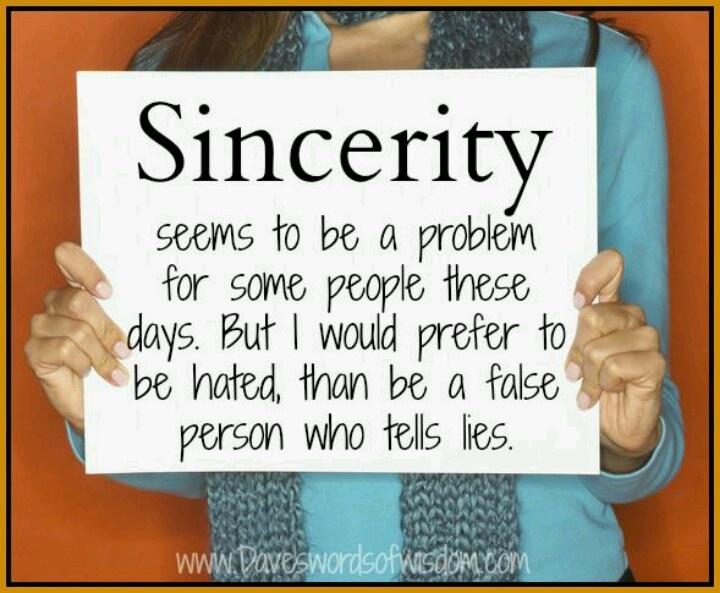 Sincerity
seems to be a problem
for some people these
days. But I would prefer to
be hated, than be a false
person who tells lies.
www.Daveswordsofwisdom.com